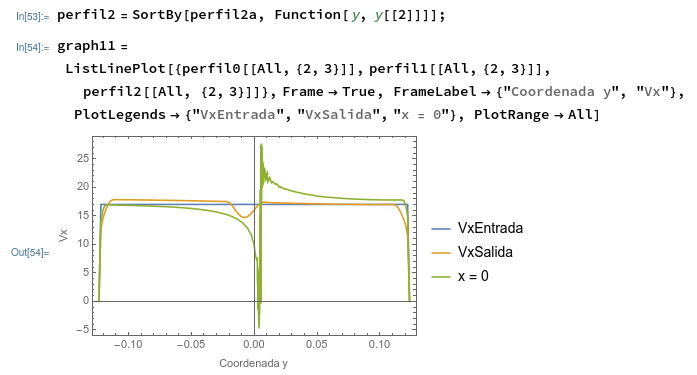 In[53]:= perfil2 = SortBy[perfil2a, Function[y, y[[2]]]];
In[54]:= graph11 =
ListLinePlot[{perfil0[[All, {2, 3}]], perfil1[[All, {2, 3}]],
perfil2[[All, {2, 3}]]}, Frame → True, FrameLabel → {"Coordenada y", "Vx"},
PlotLegends → {"VxEntrada", "VxSalida", "x = 0"}, PlotRange → All]
Out[54]=
Vx
25
20
15
10
5
0
-5
-0.10 -0.05 0.00 0.05 0.10
Coordenada y
VxEntrada
VxSalida
x = 0